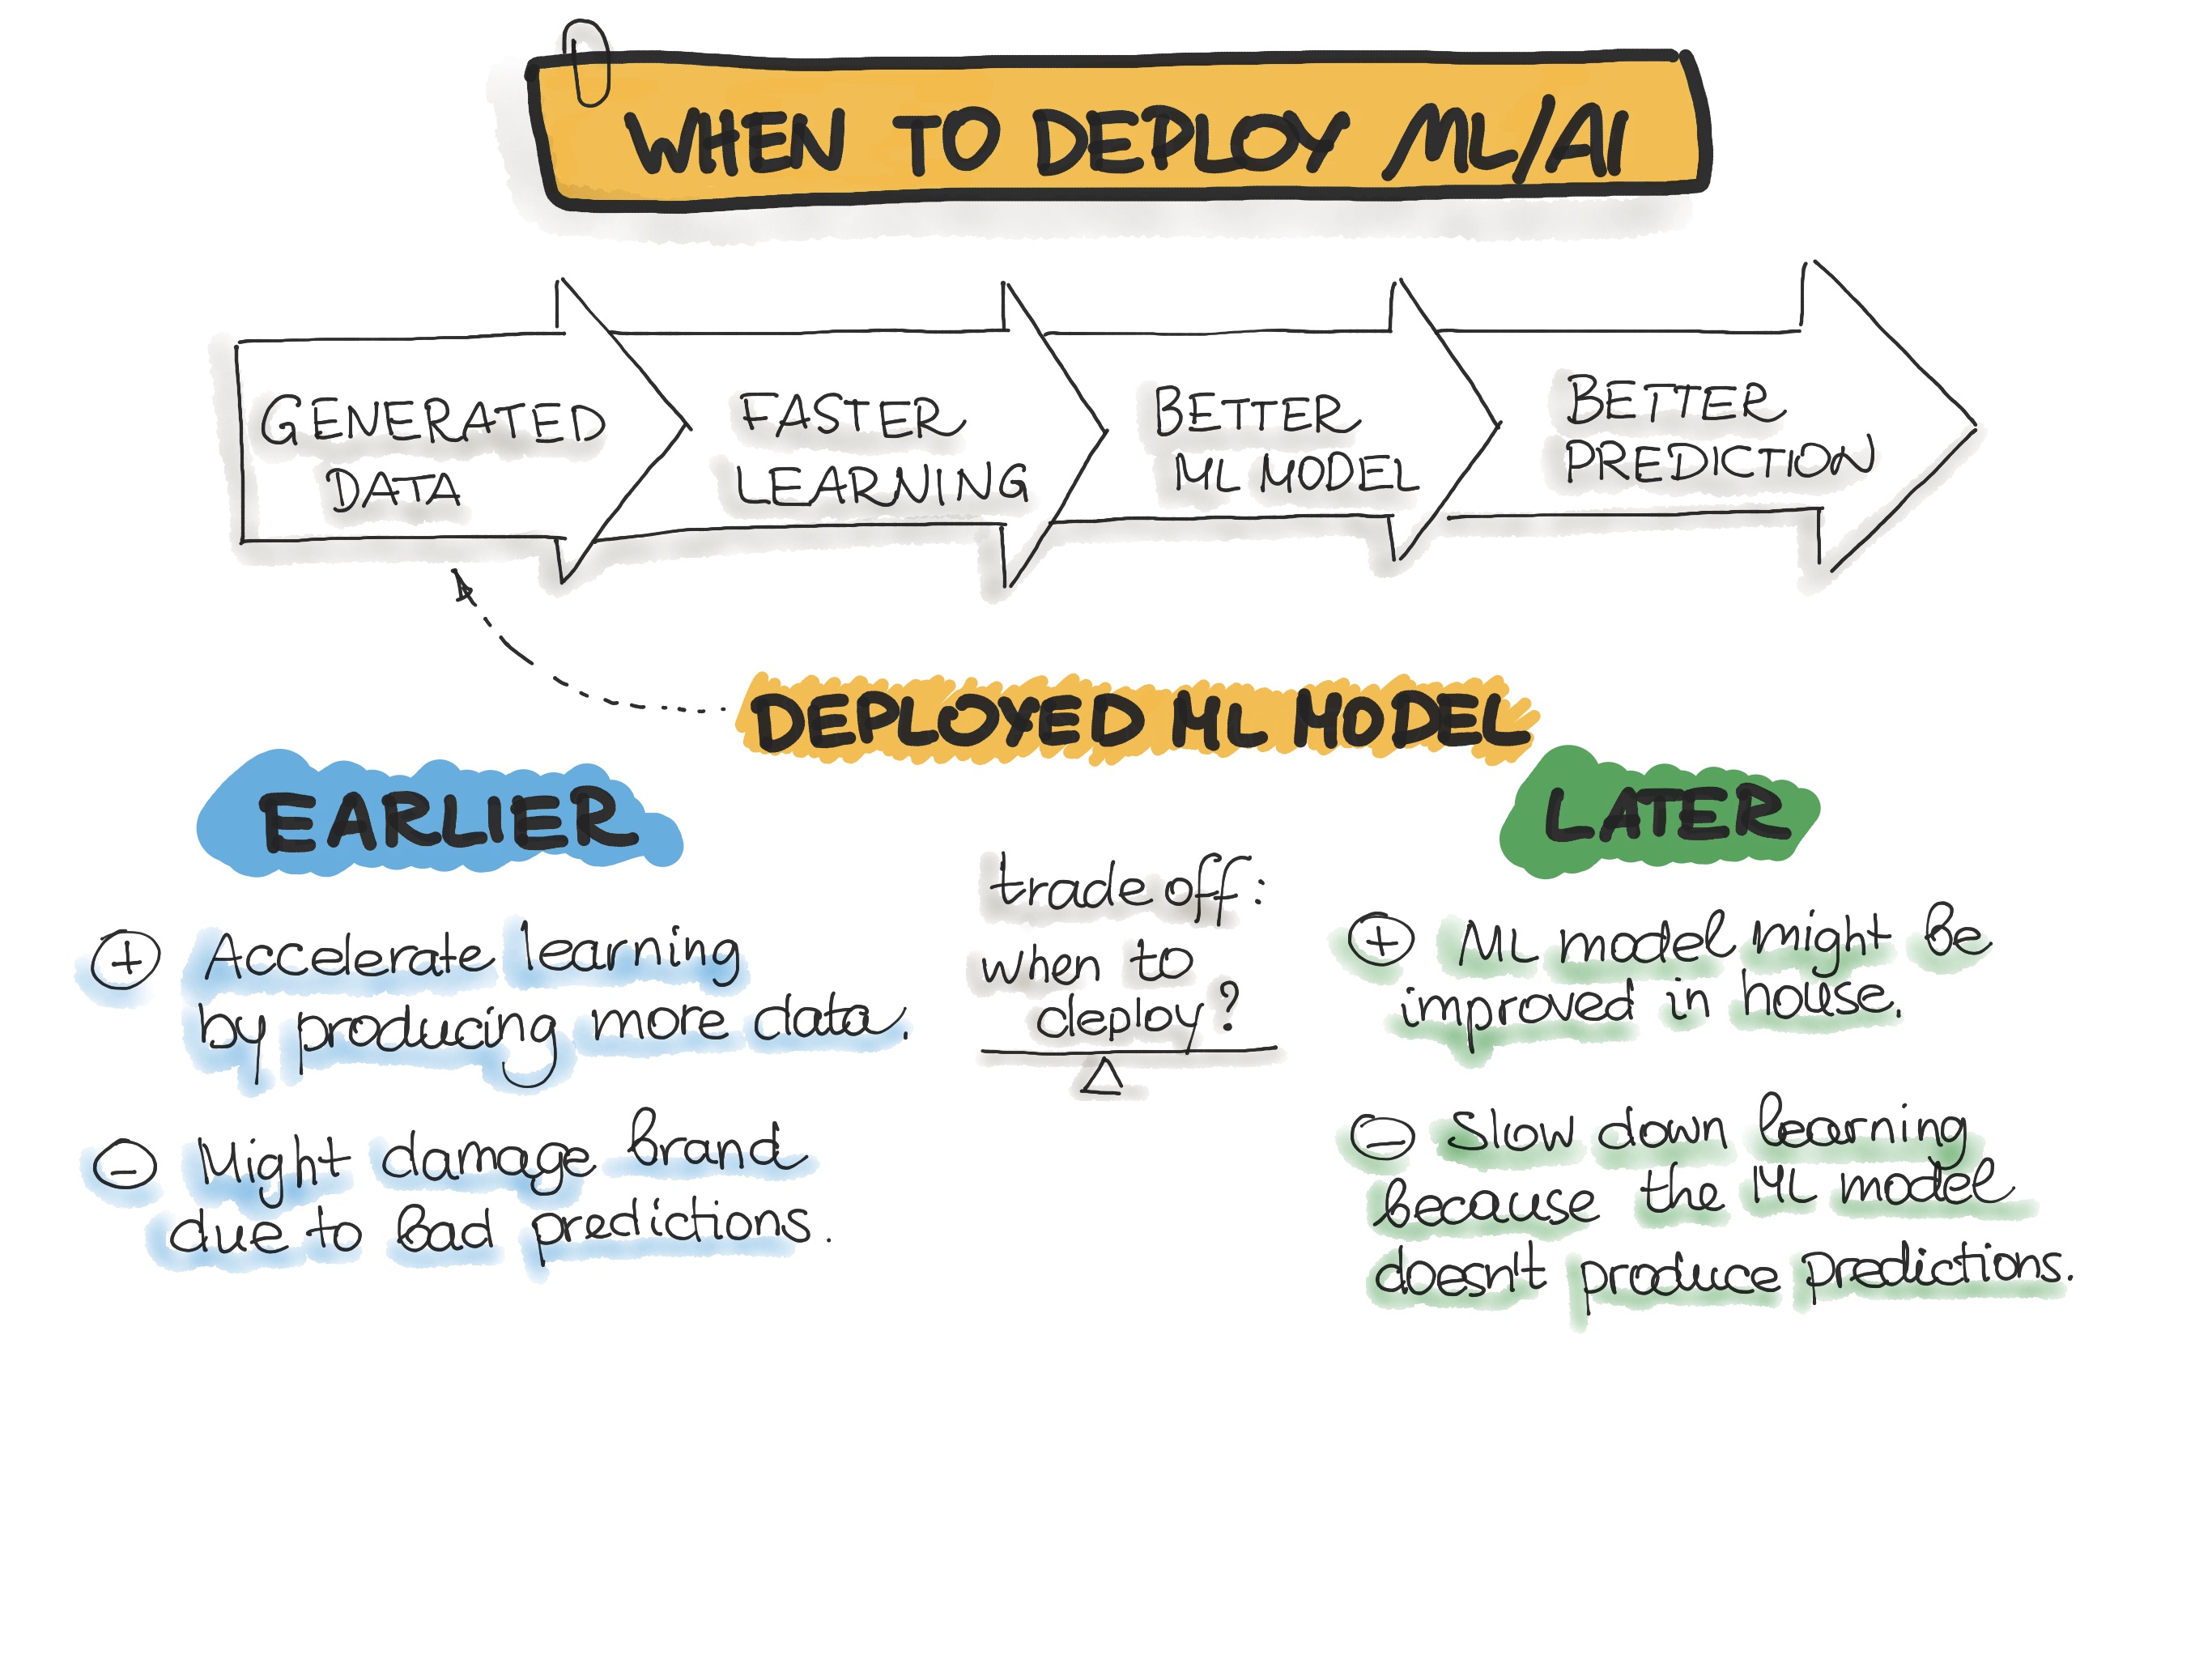 WHEN TO DEPLOY ML/AI
GENERATED
DATA
FASTER
LEARNING
BETTER
ML MODEL
BETTER
PREDICTION
DEPLOYED ML MODEL
EARLIER
+ Accelerate learning
by producing more data.
- Might damage brand
due to bad predictions.
trade off:
when to
deploy?
LATER
+ ML model might be
improved in house.
- Slow down learning
because the ML model
doesn't produce predictions.